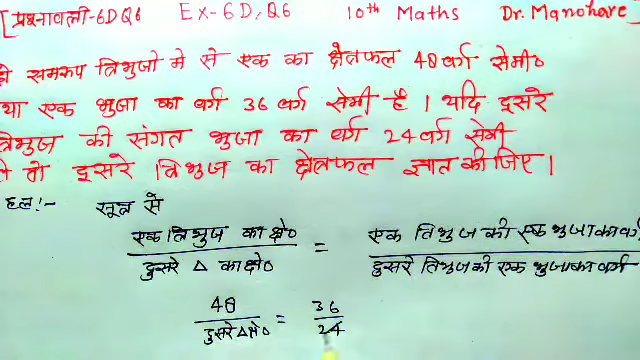 [प्रश्नावली-6D Q6 Ex-6D, Q6 10th Maths Dr. Manohare]
समरूप त्रिभुजो मे से एक का क्षेत्रफल 48 वर्ग सेमी०
एक भुजा का वर्ग 36 वर्ग सेमी है । यदि दूसरे
त्रिभुज की संगत भुजा का वर्ग 24 वर्ग सेमी
तो दूसरे त्रिभुज का क्षेत्रफल ज्ञात कीजिए ।
हल:- सूत्र से
एक त्रिभुज का क्षे० / दुसरे △ का क्षे० = एक त्रिभुज की एक भुजा का वर्ग / दुसरे त्रिभुज की एक भुजा का वर्ग
48 / दुसरे △ क्षे० = 36 / 24